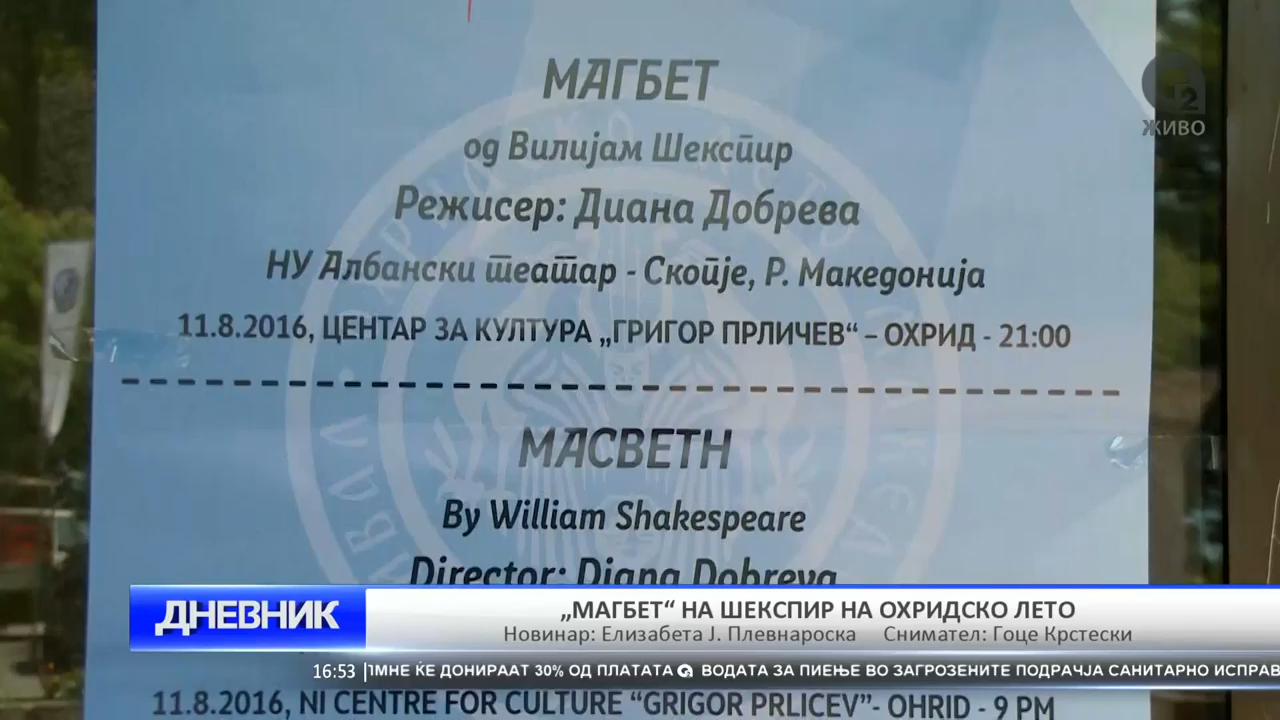 МАГБЕТ
од Вилијам Шекспир
Режисер: Диана Добрева
НУ Албански театар - Скопје, Р. Македонија
11.8.2016, ЦЕНТАР ЗА КУЛТУРА „ГРИГОР ПРЛИЧЕВ“ – ОХРИД - 21:00
MACBETH
By William Shakespeare
Director: Diana Dobreva
2
ЖИВО
ДНЕВНИК
„МАГБЕТ“ НА ШЕКСПИР НА ОХРИДСКО ЛЕТО
Новинар: Елизабета Ј. Плевнароска Снимател: Гоце Крстески
16:53 ЌЕ ДОНИРААТ 30% ОД ПЛАТАТА ВОДАТА ЗА ПИЕЊЕ ВО ЗАГРОЗЕНИТЕ ПОДРАЧЈА САНИТАРНО
11.8.2016, NI CENTRE FOR CULTURE “GRIGOR PRLICEV”- OHRID - 9 PM